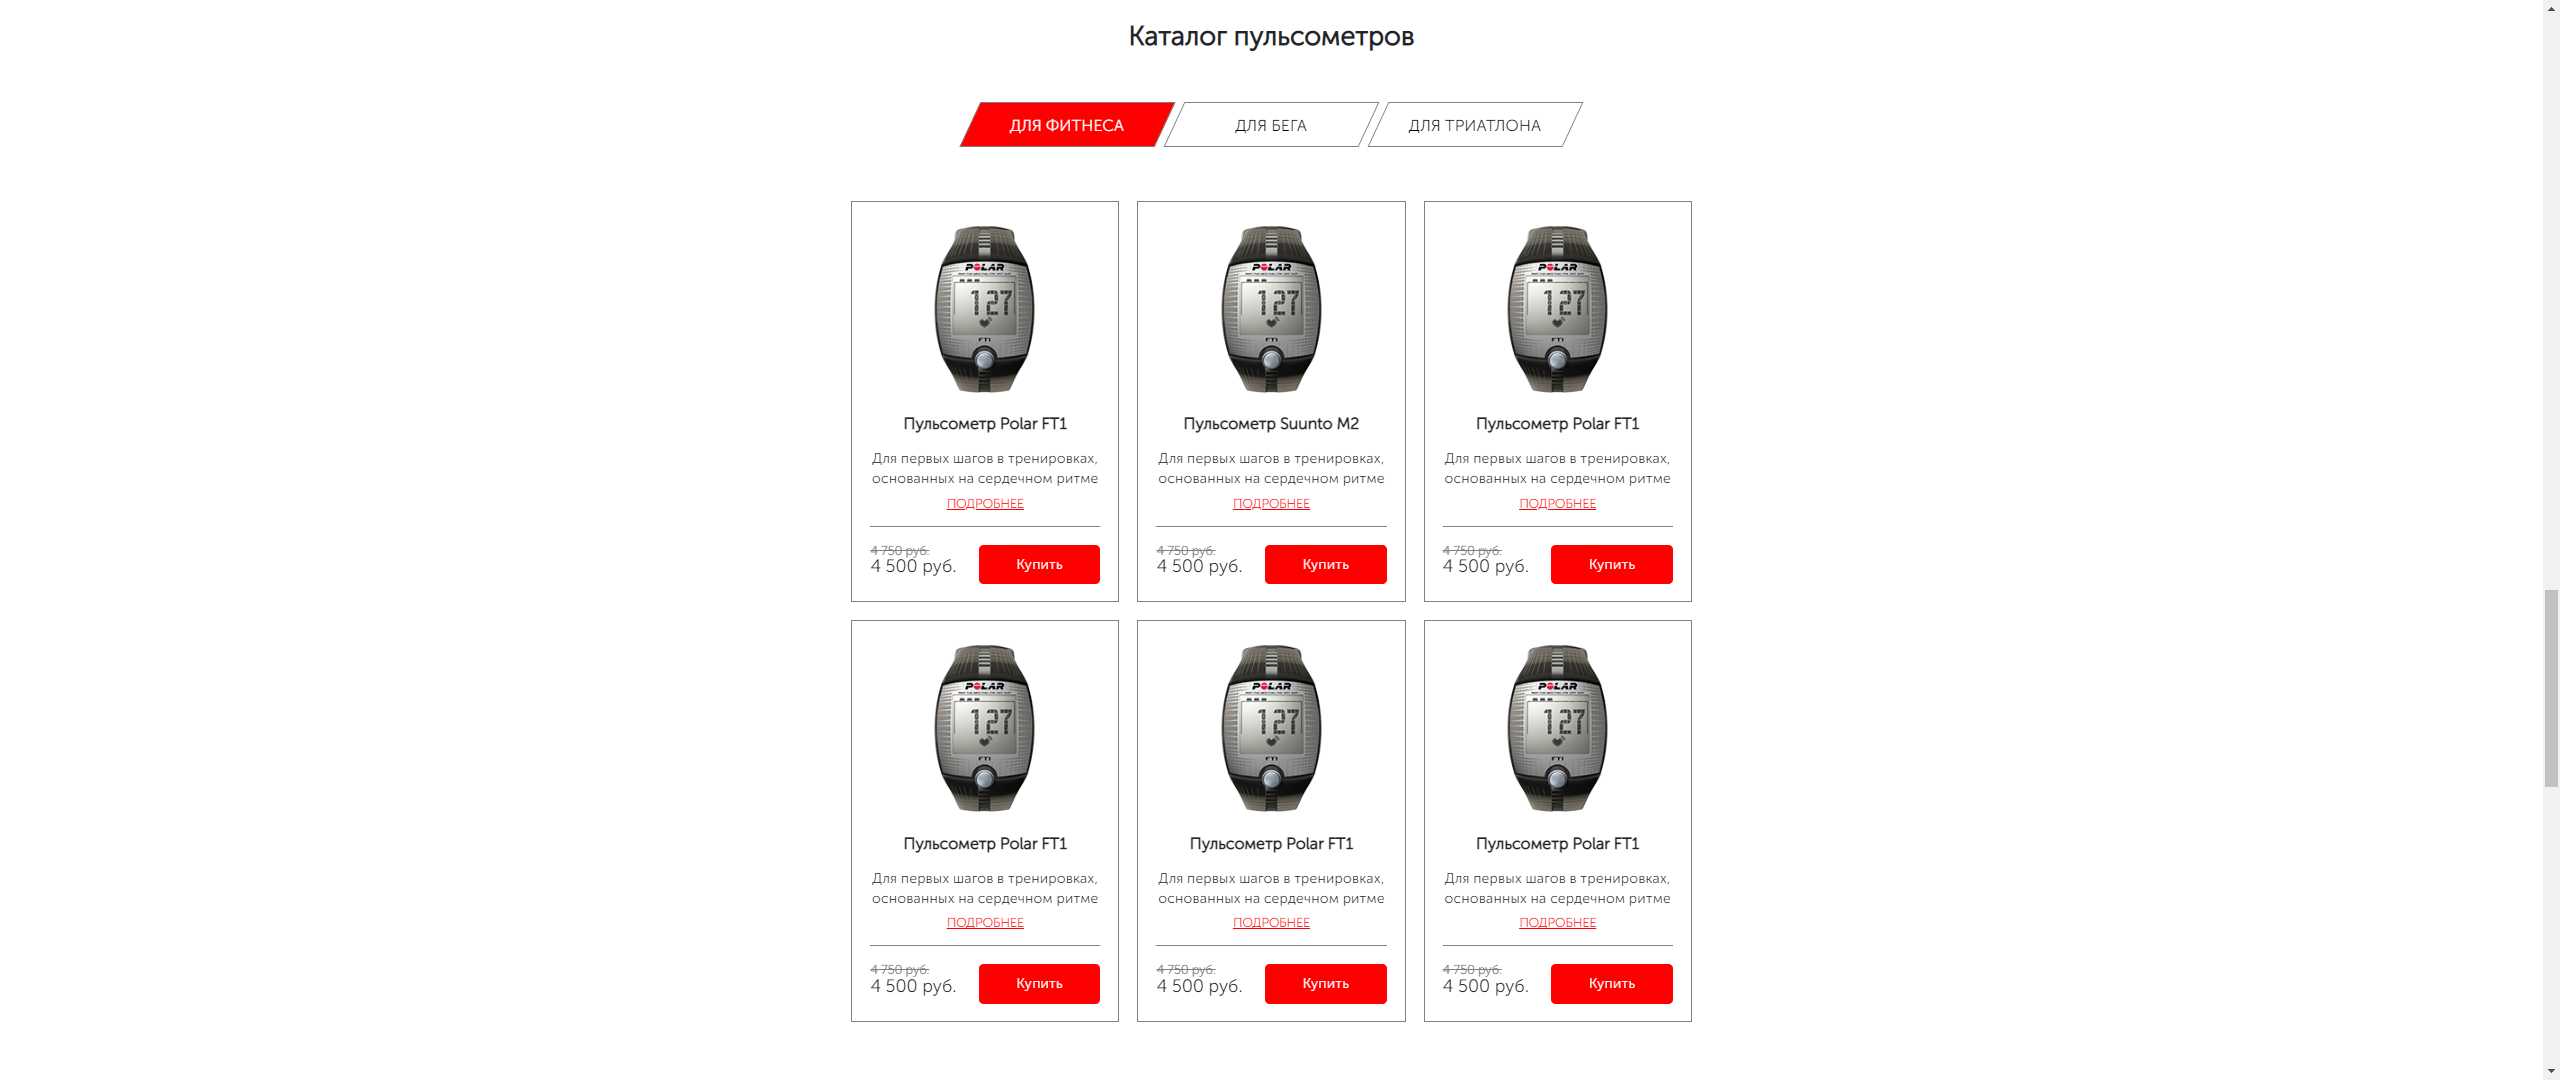 Каталог пульсометров
ДЛЯ ФИТНЕСА
ДЛЯ БЕГА
ДЛЯ ТРИАТЛОНА
POLAR
127
FT1
Пульсометр Polar FT1
Для первых шагов в тренировках,
основанных на сердечном ритме
ПОДРОБНЕЕ
4 750 руб.
4 500 руб.
Купить
POLAR
127
FT1
Пульсометр Suunto M2
Для первых шагов в тренировках,
основанных на сердечном ритме
ПОДРОБНЕЕ
4 750 руб.
4 500 руб.
Купить
POLAR
127
FT1
Пульсометр Polar FT1
Для первых шагов в тренировках,
основанных на сердечном ритме
ПОДРОБНЕЕ
4 750 руб.
4 500 руб.
Купить
POLAR
127
FT1
Пульсометр Polar FT1
Для первых шагов в тренировках,
основанных на сердечном ритме
ПОДРОБНЕЕ
4 750 руб.
4 500 руб.
Купить
POLAR
127
FT1
Пульсометр Polar FT1
Для первых шагов в тренировках,
основанных на сердечном ритме
ПОДРОБНЕЕ
4 750 руб.
4 500 руб.
Купить
POLAR
127
FT1
Пульсометр Polar FT1
Для первых шагов в тренировках,
основанных на сердечном ритме
ПОДРОБНЕЕ
4 750 руб.
4 500 руб.
Купить